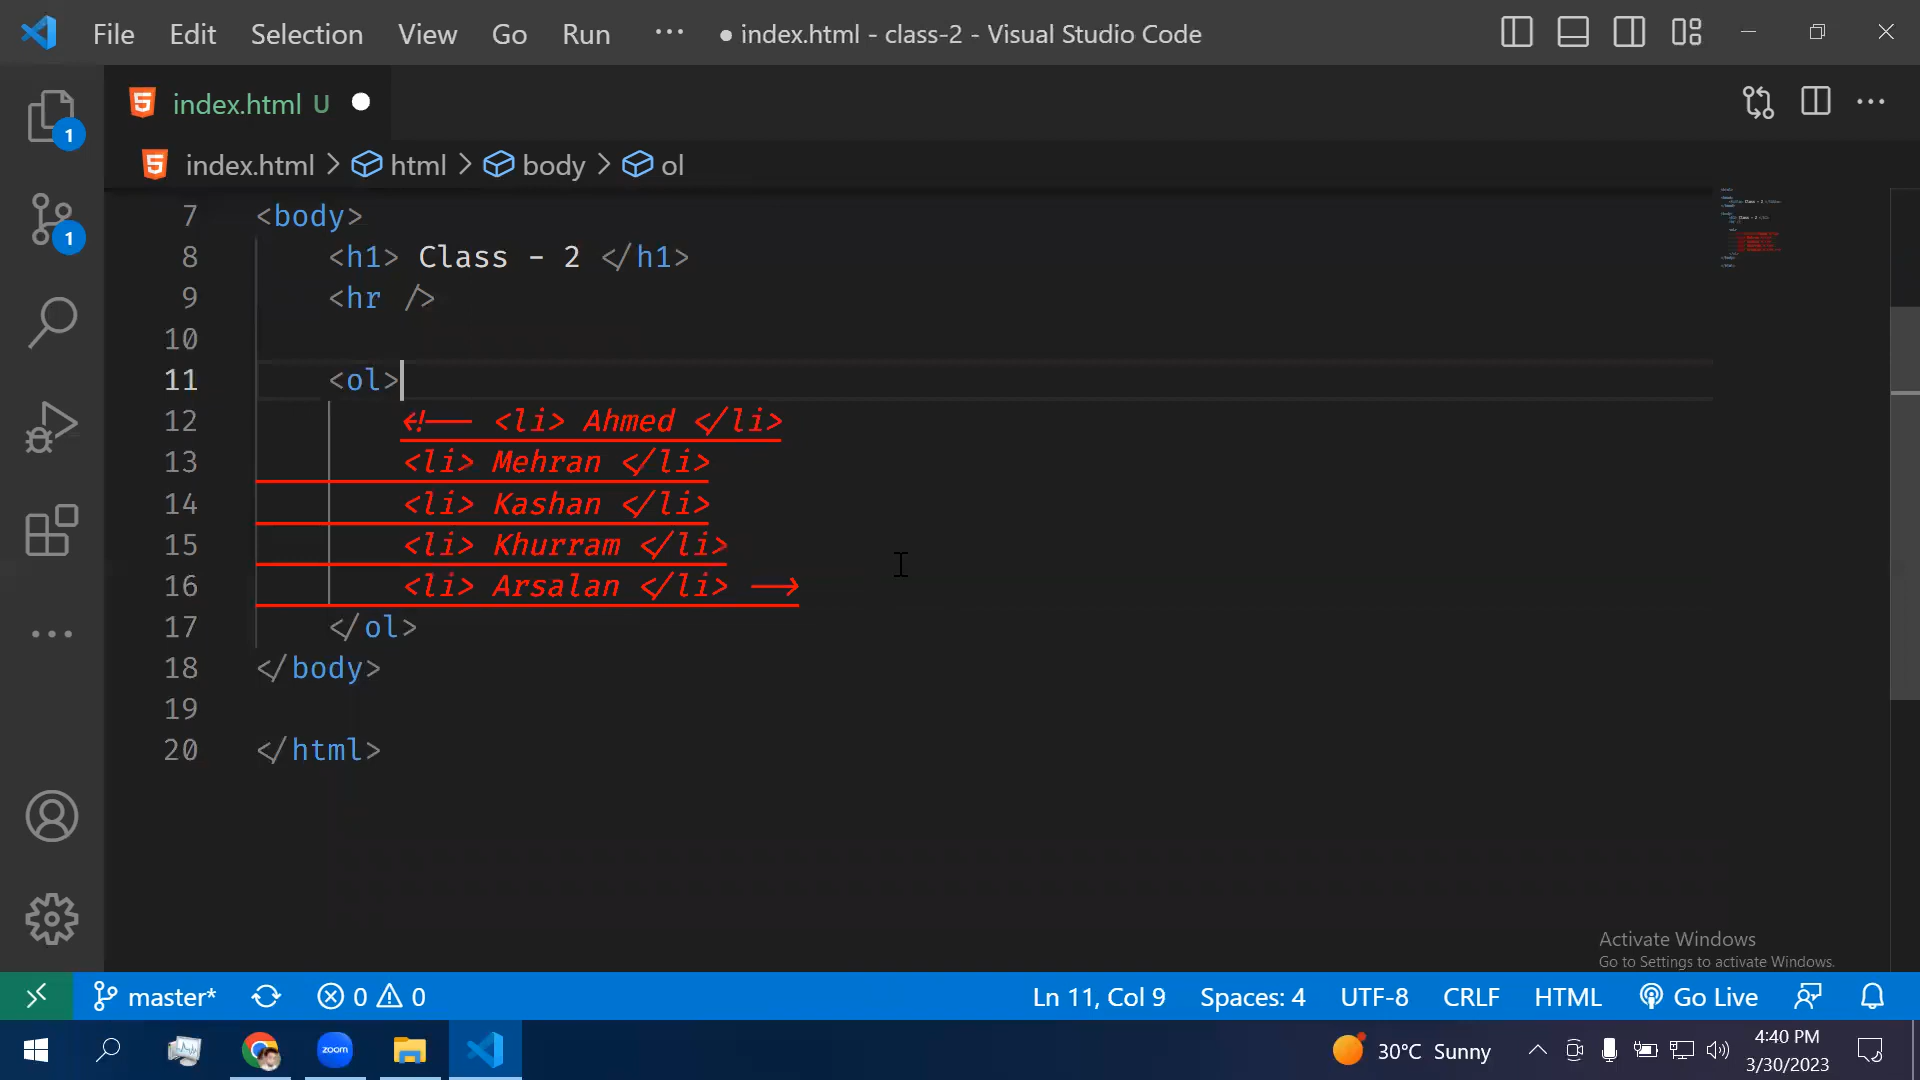 File Edit Selection View Go Run ··· ● index.html - class-2 - Visual Studio Code
index.html U ●
index.html > html > body > ol
1
1
7 <body>
8 <h1> Class - 2 </h1>
9 <hr />
10
11 <ol>
12 <!-- <li> Ahmed </li>
13 <li> Mehran </li>
14 <li> Kashan </li>
15 <li> Khurram </li>
16 <li> Arsalan </li> -->
17 </ol>
18 </body>
19
20 </html>
Activate Windows
Go to Settings to activate Windows.
master* 0 0 Ln 11, Col 9 Spaces: 4 UTF-8 CRLF HTML Go Live
zoom 30°C Sunny 4:40 PM
3/30/2023